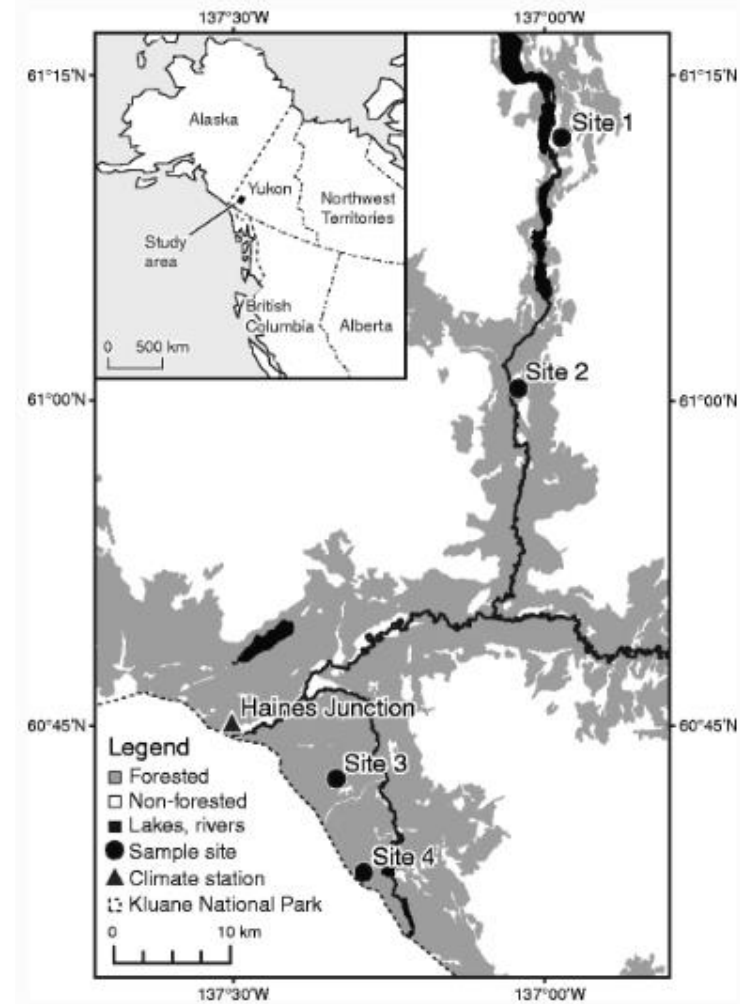 137°30'W 137°00'W
61°15'N 61°15'N
Alaska
Site 1
Yukon
Northwest
Territories
Study
area
British
Columbia
Alberta
0 500 km
Site 2
61°00'N 61°00'N
Haines Junction
60°45'N 60°45'N
Legend
Forested
Non-forested
Lakes, rivers
Sample site
Climate station
Kluane National Park
0 10 km
Site 3
Site 4
137°30'W 137°00'W